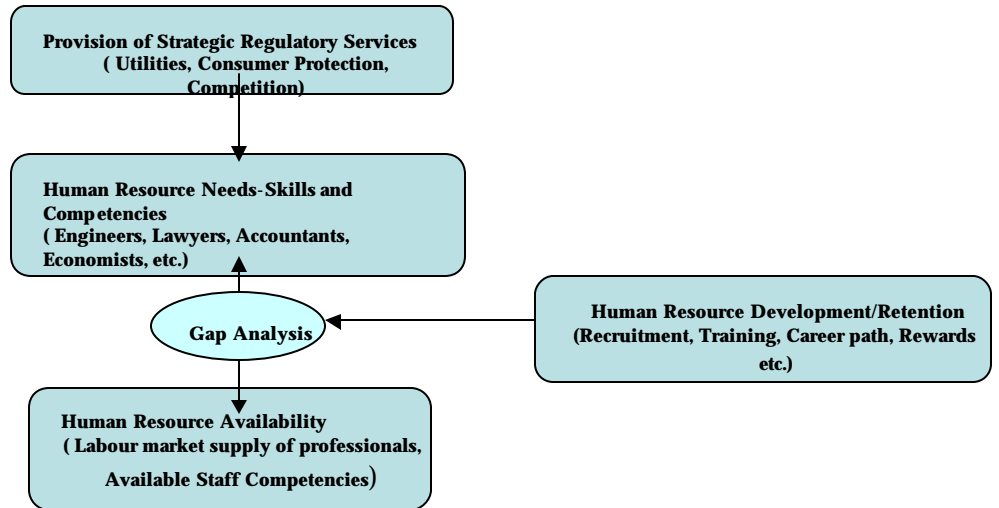 Provision of Strategic Regulatory Services
( Utilities, Consumer Protection,
Competition)
Human Resource Needs-Skills and
Competencies
( Engineers, Lawyers, Accountants,
Economists, etc.)
Gap Analysis
Human Resource Development/Retention
(Recruitment, Training, Career path, Rewards
etc.)
Human Resource Availability
( Labour market supply of professionals,
Available Staff Competencies)